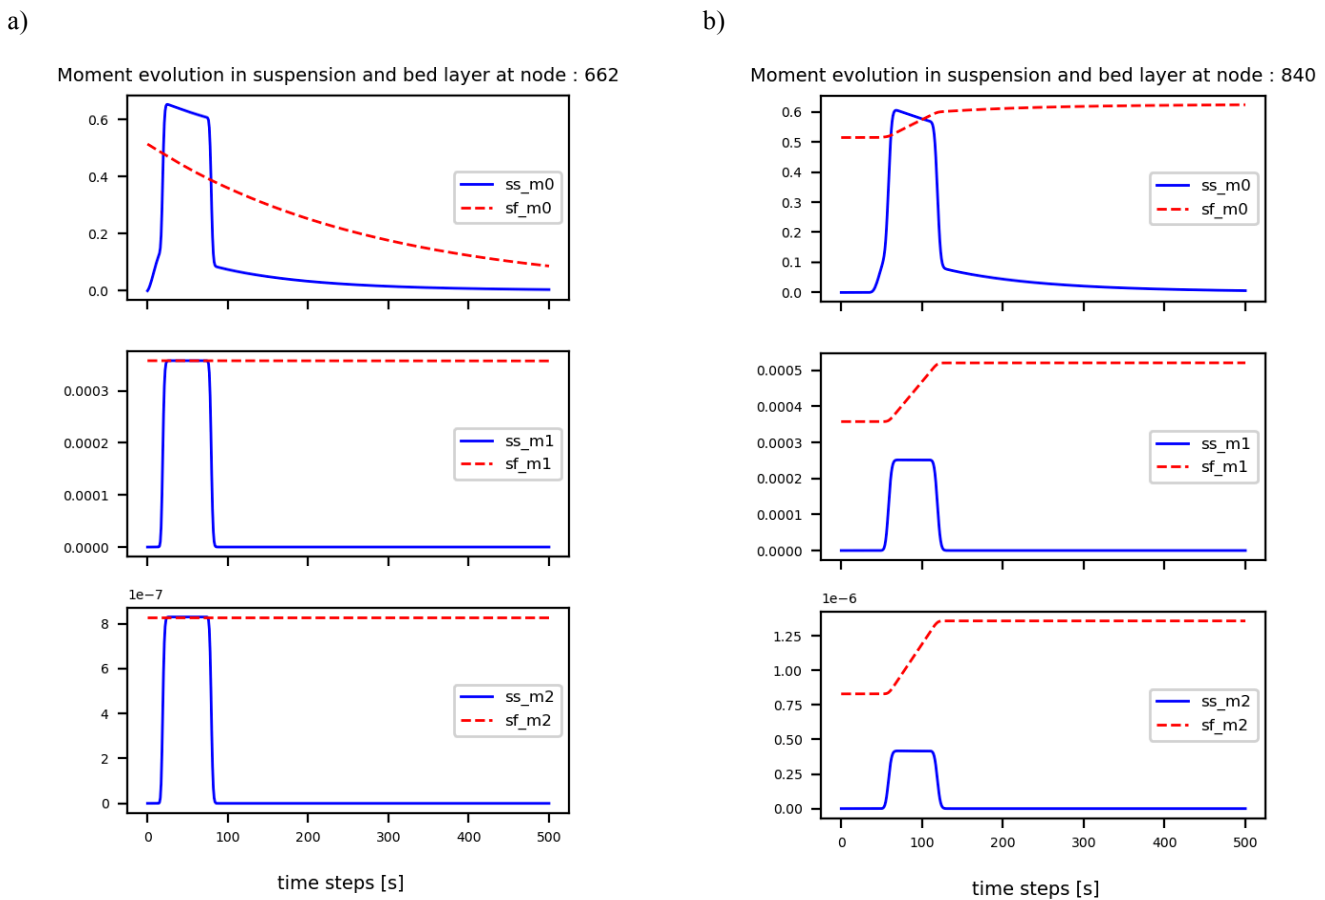 a)
Moment evolution in suspension and bed layer at node : 662
0.6
0.4
0.2
0.0
ss_m0
sf_m0
0.0003
0.0002
0.0001
0.0000
ss_m1
sf_m1
1e−7
8
6
4
2
0
ss_m2
sf_m2
0 100 200 300 400 500
time steps [s]
b)
Moment evolution in suspension and bed layer at node : 840
0.6
0.5
0.4
0.3
0.2
0.1
0.0
ss_m0
sf_m0
0.0005
0.0004
0.0003
0.0002
0.0001
0.0000
ss_m1
sf_m1
1e−6
1.25
1.00
0.75
0.50
0.25
0.00
ss_m2
sf_m2
0 100 200 300 400 500
time steps [s]